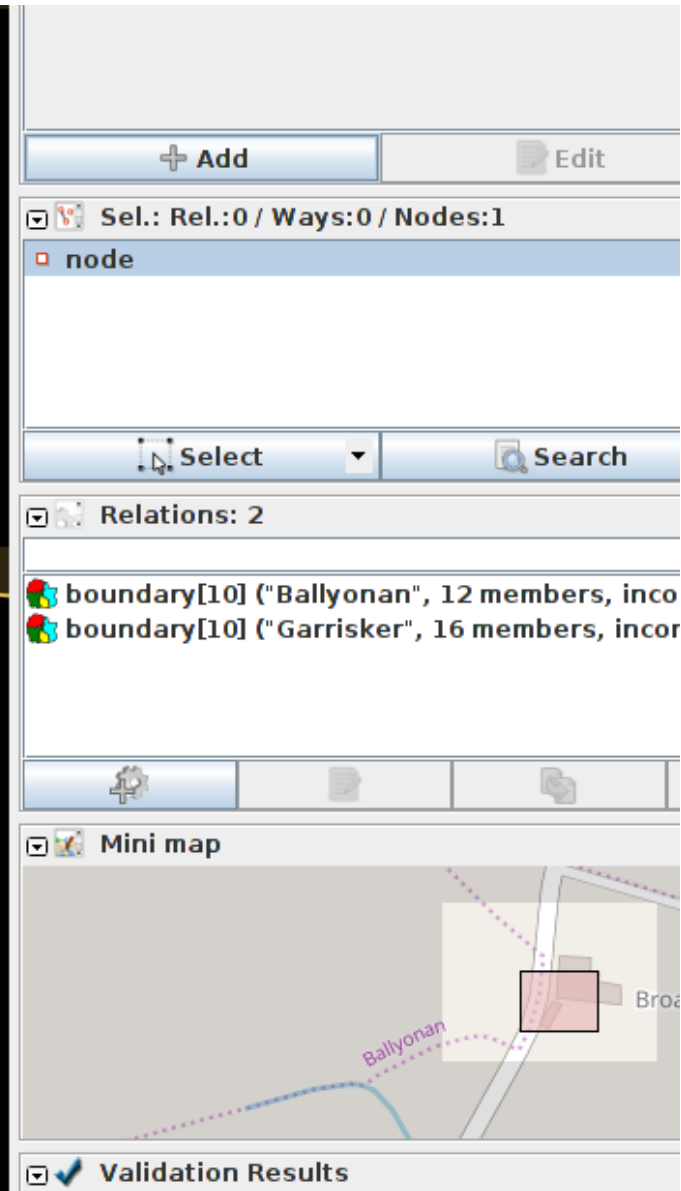 Add Edit
Sel.: Rel.:0 / Ways:0 / Nodes:1
node
Select Search
Relations: 2
boundary[10] ("Ballyonan", 12 members, inco
boundary[10] ("Garrisker", 16 members, incor
Mini map
Broa
Ballyonan
Validation Results